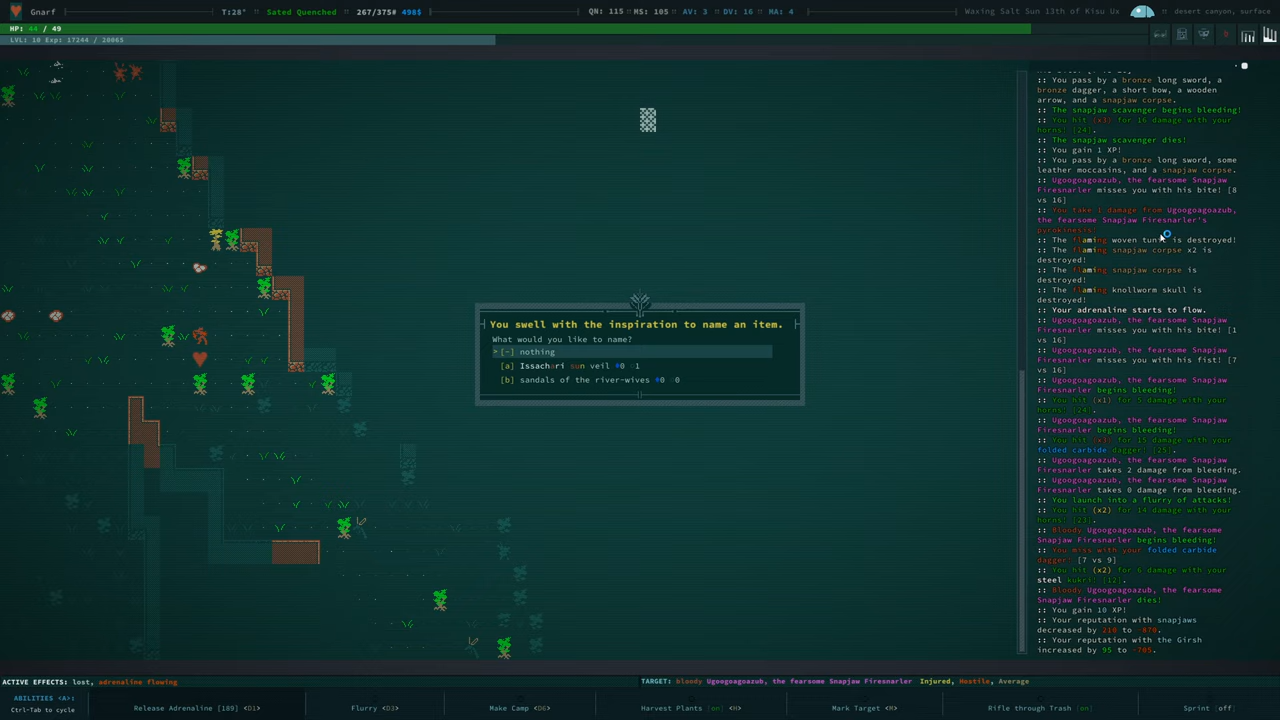 Gnarf T:28° Sated Quenched 267/375# 498$ QN: 115 MS: 105 AV: 3 DV: 16 MA: 4 Waxing Salt Sun 13th of Kisu Ux desert canyon, surface
HP: 44 / 49
LVL: 10 Exp: 17244 / 20065
:: You pass by a bronze long sword, a
bronze dagger, a short bow, a wooden
arrow, and a snapjaw corpse.
:: The snapjaw scavenger begins bleeding!
:: You hit (x3) for 16 damage with your
horns! [24].
:: The snapjaw scavenger dies!
:: You gain 1 XP!
:: You pass by a bronze long sword, some
leather moccasins, and a snapjaw corpse.
:: Ugoogoagoazub, the fearsome Snapjaw
Firesnarler misses you with his bite! [8
vs 16]
:: You take 1 damage from Ugoogoagoazub,
the fearsome Snapjaw Firesnarler's
pyrokinesis!
:: The flaming woven tunic is destroyed!
:: The flaming snapjaw corpse x2 is
destroyed!
:: The flaming snapjaw corpse is
destroyed!
:: The flaming knollworm skull is
destroyed!
:: Your adrenaline starts to flow.
:: Ugoogoagoazub, the fearsome Snapjaw
Firesnarler misses you with his bite! [1
vs 16]
:: Ugoogoagoazub, the fearsome Snapjaw
Firesnarler misses you with his fist! [7
vs 16]
:: Ugoogoagoazub, the fearsome Snapjaw
Firesnarler begins bleeding!
:: You hit (x1) for 5 damage with your
horns! [24].
:: Ugoogoagoazub, the fearsome Snapjaw
Firesnarler begins bleeding!
:: You hit (x3) for 15 damage with your
folded carbide dagger! [25].
:: Ugoogoagoazub, the fearsome Snapjaw
Firesnarler takes 2 damage from bleeding.
:: Ugoogoagoazub, the fearsome Snapjaw
Firesnarler takes 0 damage from bleeding.
:: You launch into a flurry of attacks!
:: You hit (x2) for 14 damage with your
horns! [23].
:: Bloody Ugoogoagoazub, the fearsome
Snapjaw Firesnarler begins bleeding!
:: You miss with your folded carbide
dagger! [7 vs 9]
:: You hit (x2) for 6 damage with your
steel kukri! [12].
:: Bloody Ugoogoagoazub, the fearsome
Snapjaw Firesnarler dies!
:: You gain 10 XP!
:: Your reputation with snapjaws
decreased by 210 to -870.
:: Your reputation with the Girsh
increased by 95 to -705.
You swell with the inspiration to name an item.
What would you like to name?
> [-] nothing
[a] Issachari sun veil ♦0 1
[b] sandals of the river-wives ♦0 0
ACTIVE EFFECTS: lost, adrenaline flowing
TARGET: bloody Ugoogoagoazub, the fearsome Snapjaw Firesnarler Injured, Hostile, Average
ABILITIES <A>:
Ctrl-Tab to cycle
Release Adrenaline [189] <D1> Flurry <D3> Make Camp <D6> Harvest Plants [on] <H> Mark Target <M> Rifle through Trash [on] Sprint [off]